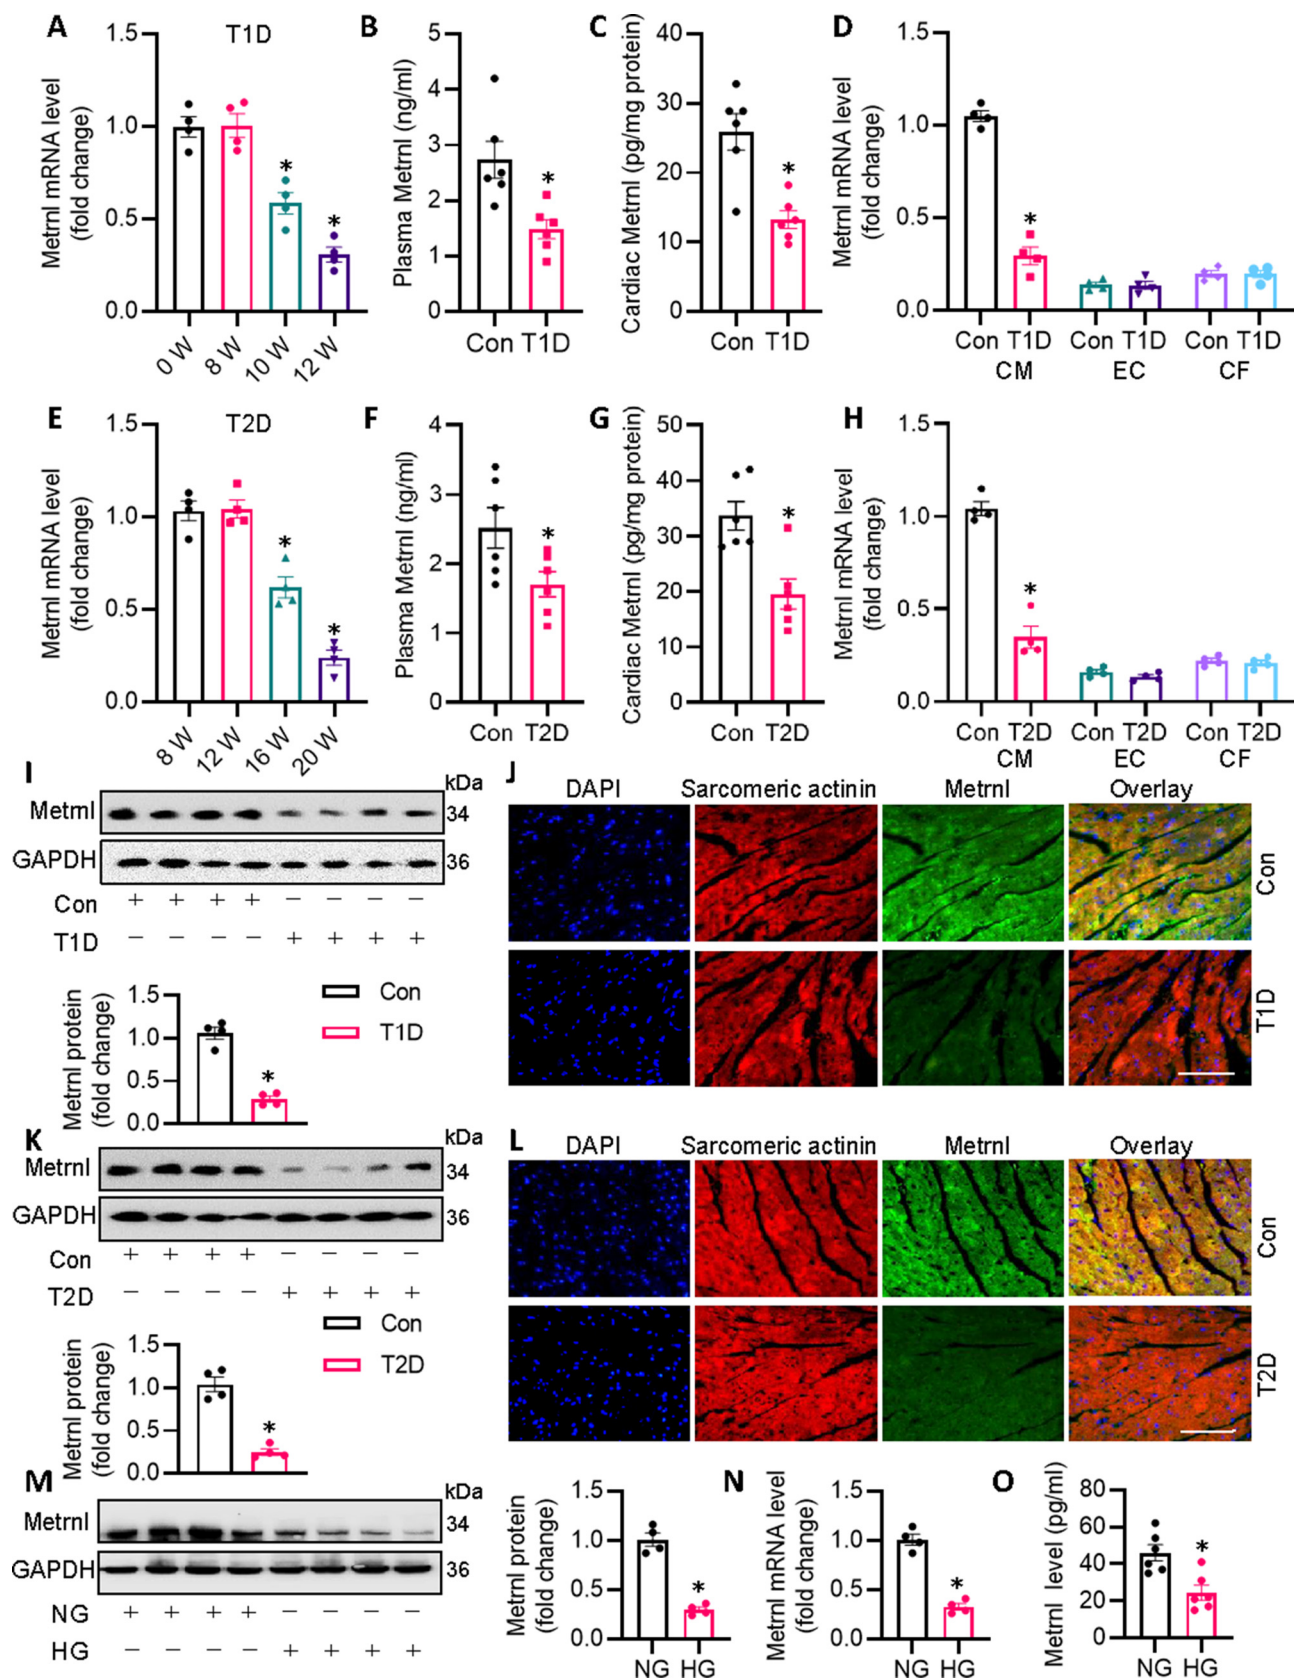 A
T1D
Metrnl mRNA level
(fold change)
1.5
1.0
0.5
0.0
*
*
0 W
8 W
10 W
12 W
B
Plasma Metrnl (ng/ml)
5
4
3
2
1
0
*
Con T1D
C
Cardiac Metrnl (pg/mg protein)
40
30
20
10
0
*
Con T1D
D
Metrnl mRNA level
(fold change)
1.5
1.0
0.5
0.0
*
Con T1D Con T1D Con T1D
CM EC CF
E
T2D
Metrnl mRNA level
(fold change)
1.5
1.0
0.5
0.0
*
*
8 W
12 W
16 W
20 W
F
Plasma Metrnl (ng/ml)
4
3
2
1
0
*
Con T2D
G
Cardiac Metrnl (pg/mg protein)
50
40
30
20
10
0
*
Con T2D
H
Metrnl mRNA level
(fold change)
1.5
1.0
0.5
0.0
*
Con T2D Con T2D Con T2D
CM EC CF
I
kDa
Metrnl 34
GAPDH 36
Con + + + + − − − −
T1D − − − − + + + +
Metrnl protein
(fold change)
1.5
1.0
0.5
0.0
*
Con
T1D
J
DAPI Sarcomeric actinin Metrnl Overlay
Con
T1D
K
kDa
Metrnl 34
GAPDH 36
Con + + + + − − − −
T2D − − − − + + + +
Metrnl protein
(fold change)
1.5
1.0
0.5
0.0
*
Con
T2D
L
DAPI Sarcomeric actinin Metrnl Overlay
Con
T2D
M
kDa
Metrnl 34
GAPDH 36
NG + + + + − − − −
HG − − − − + + + +
Metrnl protein
(fold change)
1.5
1.0
0.5
0.0
*
NG HG
N
Metrnl mRNA level
(fold change)
1.5
1.0
0.5
0.0
*
NG HG
O
Metrnl level (pg/ml)
80
60
40
20
0
*
NG HG